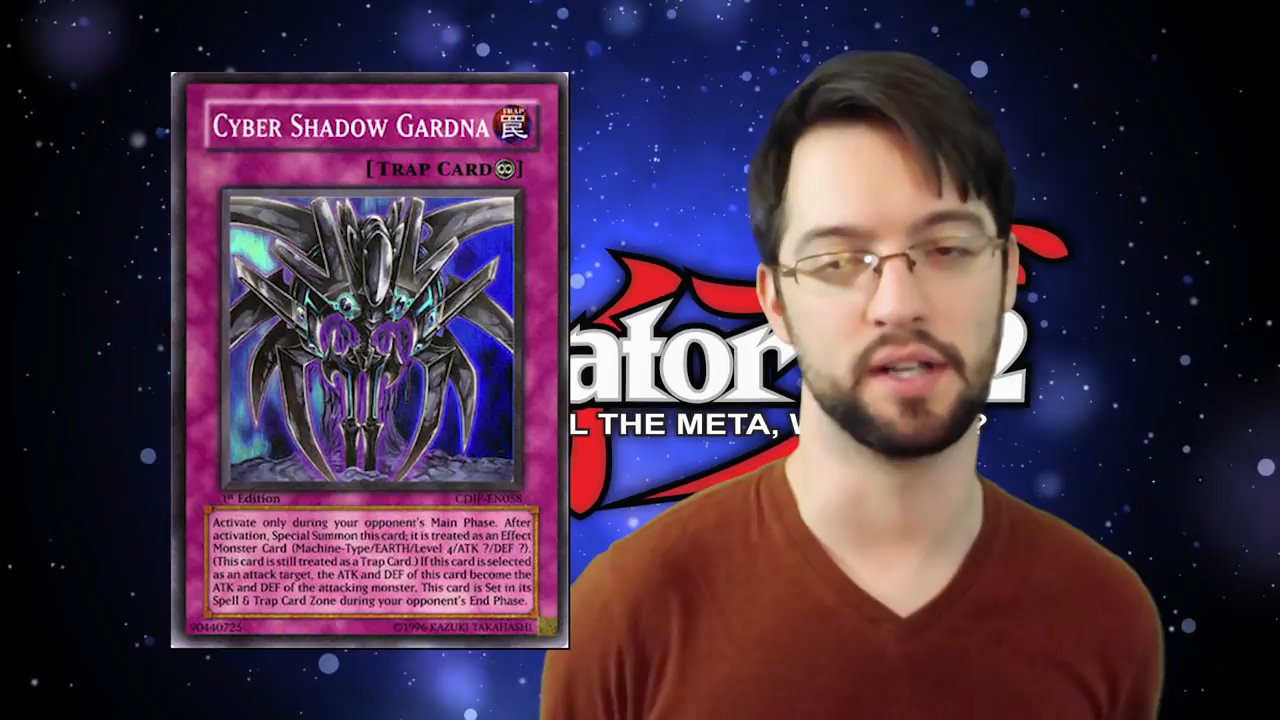 CYBER SHADOW GARDNA
TRAP
罠
[TRAP CARD]
1st Edition
CDIP-EN058
Activate only during your opponent's Main Phase. After
activation, Special Summon this card; it is treated as an Effect
Monster Card (Machine-Type/EARTH/Level 4/ATK ?/DEF ?).
(This card is still treated as a Trap Card.) If this card is selected
as an attack target, the ATK and DEF of this card become the
ATK and DEF of the attacking monster. This card is Set in its
Spell & Trap Card Zone during your opponent's End Phase.
90440725
©1996 KAZUKI TAKAHASHI
ator 2
L THE META, ?